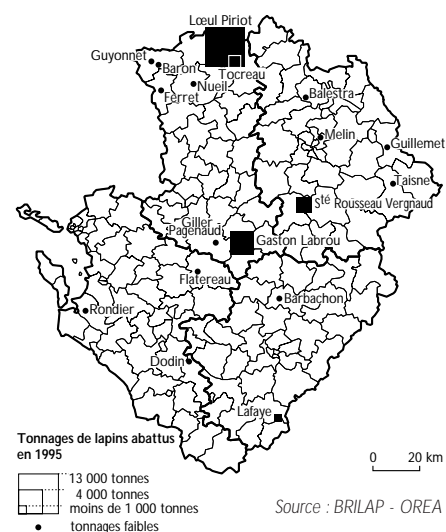 Lœul Piriot
Guyonnet
Baron
Tocreau
Ferret
Nueil
Balestra
Melin
Guillemet
Taisne
Sté Rousseau Vergnaud
Giller
Pagenaud
Gaston Labrou
Flatereau
Barbachon
Rondier
Dodin
Lafaye
Tonnages de lapins abattus
en 1995
13 000 tonnes
4 000 tonnes
moins de 1 000 tonnes
tonnages faibles
0 20 km
Source : BRILAP - OREA